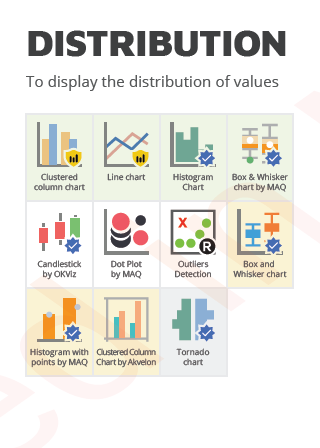 DISTRIBUTION
To display the distribution of values
Clustered
column chart
Line chart
Histogram
Chart
Box & Whisker
chart by MAQ
Candlestick
by OKViz
Dot Plot
by MAQ
X
R
Outliers
Detection
Box and
Whisker chart
Histogram with
points by MAQ
Clustered Column
Chart by Akvelon
Tornado
chart